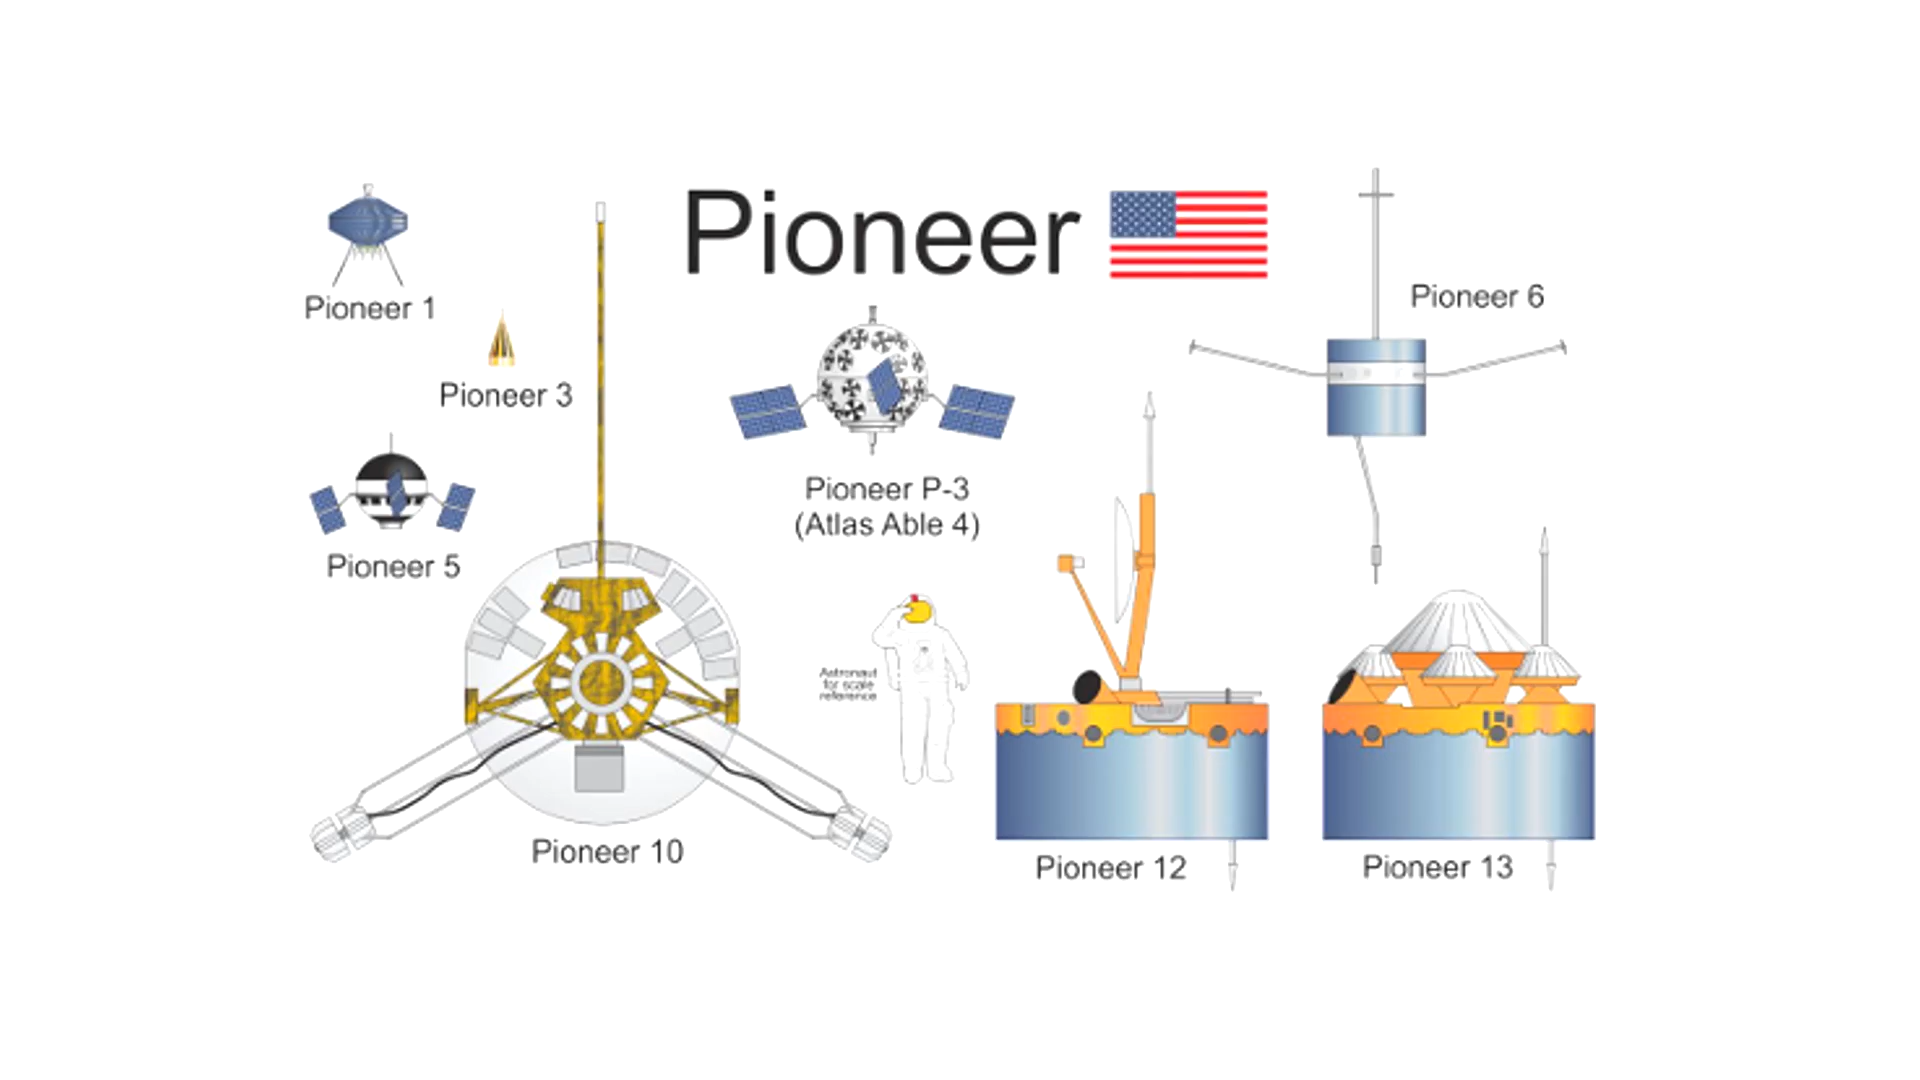 Pioneer
Pioneer 1
Pioneer 6
Pioneer 3
Pioneer P-3
(Atlas Able 4)
Pioneer 5
Astronaut
for scale
reference
Pioneer 10
Pioneer 12
Pioneer 13